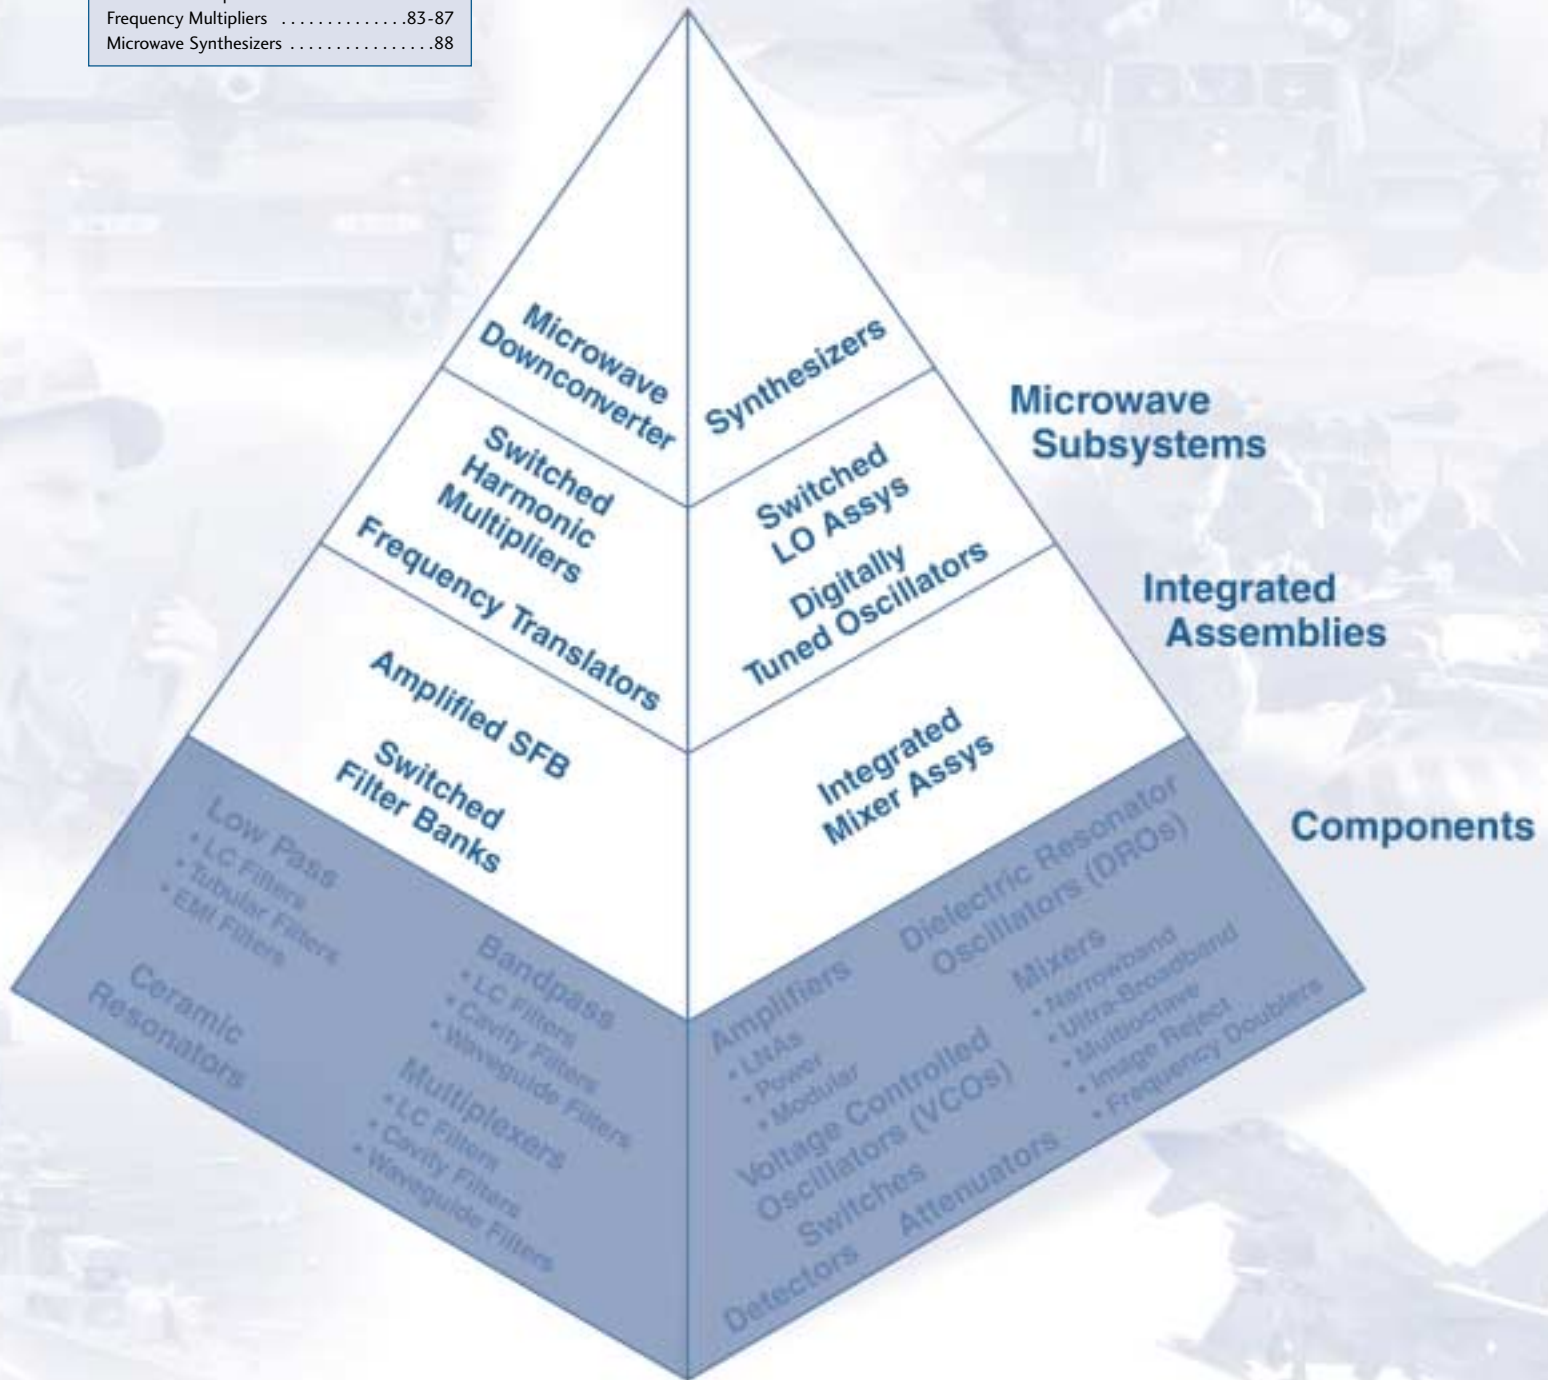 Frequency Multipliers . . . . . . . . . . . . . .83-87
Microwave Synthesizers . . . . . . . . . . . . . . . .88
Microwave
Downconverter
Synthesizers
Microwave
Subsystems
Switched
Harmonic
Multipliers
Frequency Translators
Switched
LO Assys
Digitally
Tuned Oscillators
Integrated
Assemblies
Amplified SFB
Switched
Filter Banks
Integrated
Mixer Assys
Components
Low Pass
• LC Filters
• Tubular Filters
• EMI Filters
Ceramic
Resonators
Bandpass
• LC Filters
• Cavity Filters
• Waveguide Filters
Multiplexers
• LC Filters
• Cavity Filters
• Waveguide Filters
Dielectric Resonator
Oscillators (DROs)
Amplifiers
• LNAs
• Power
• Modular
Mixers
• Narrowband
• Ultra-Broadband
• Multioctave
• Image Reject
• Frequency Doublers
Voltage Controlled
Oscillators (VCOs)
Switches
Attenuators
Detectors